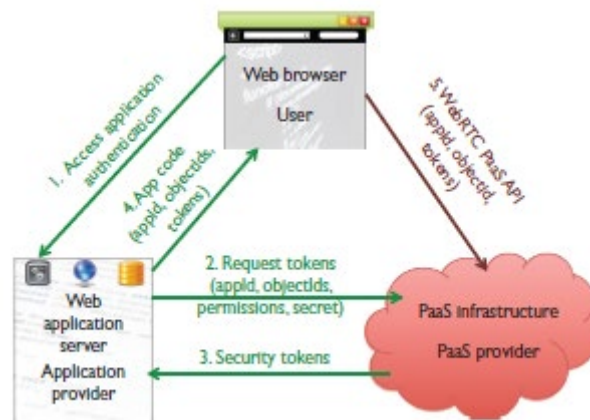 Web browser
User
1. Access application
authentication
4. App code
(appId, objectIds,
tokens)
5. WebRTC PaaS API
(appId, objectid,
tokens)
2. Request tokens
(appId, objectIds,
permissions, secret)
Web
application
server
Application
provider
PaaS infrastructure
PaaS provider
3. Security tokens